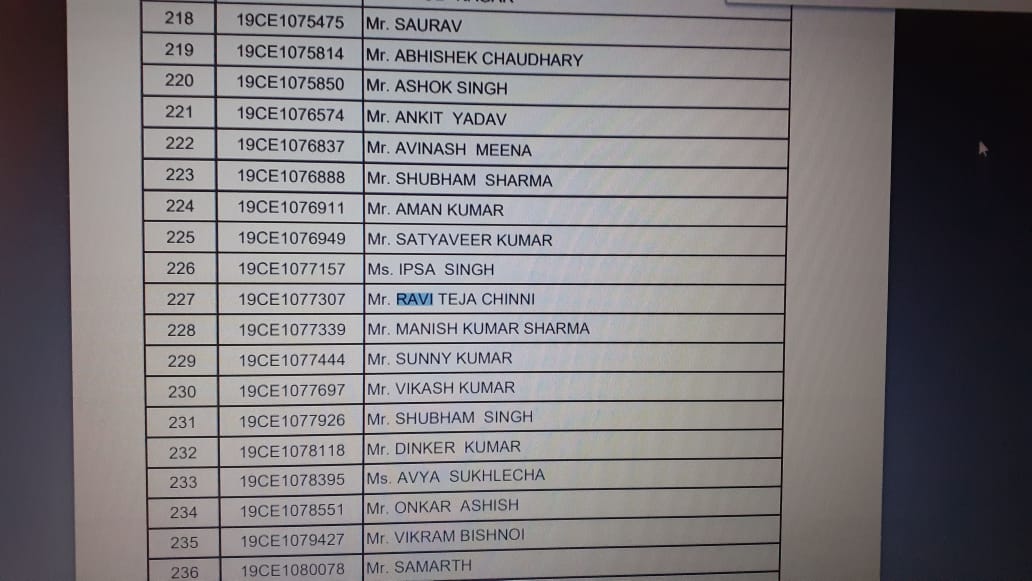 218 19CE1075475 Mr. SAURAV
219 19CE1075814 Mr. ABHISHEK CHAUDHARY
220 19CE1075850 Mr. ASHOK SINGH
221 19CE1076574 Mr. ANKIT YADAV
222 19CE1076837 Mr. AVINASH MEENA
223 19CE1076888 Mr. SHUBHAM SHARMA
224 19CE1076911 Mr. AMAN KUMAR
225 19CE1076949 Mr. SATYAVEER KUMAR
226 19CE1077157 Ms. IPSA SINGH
227 19CE1077307 Mr. RAVI TEJA CHINNI
228 19CE1077339 Mr. MANISH KUMAR SHARMA
229 19CE1077444 Mr. SUNNY KUMAR
230 19CE1077697 Mr. VIKASH KUMAR
231 19CE1077926 Mr. SHUBHAM SINGH
232 19CE1078118 Mr. DINKER KUMAR
233 19CE1078395 Ms. AVYA SUKHLECHA
234 19CE1078551 Mr. ONKAR ASHISH
235 19CE1079427 Mr. VIKRAM BISHNOI
236 19CE1080078 Mr. SAMARTH